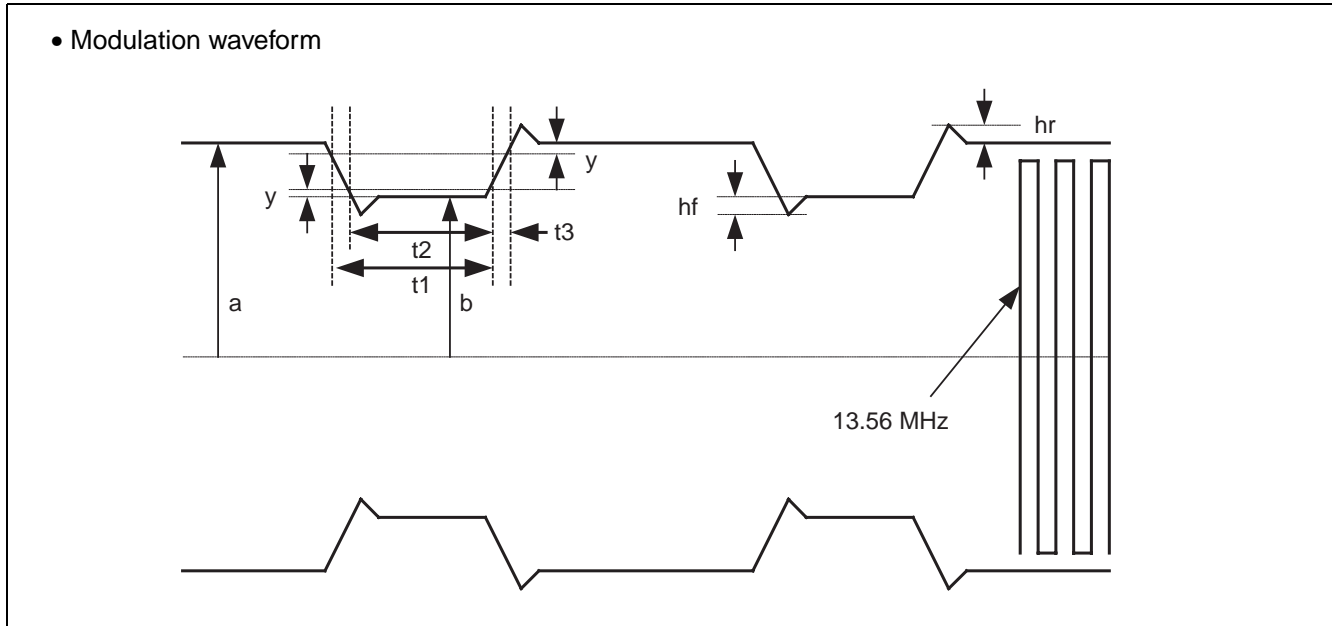 • Modulation waveform
hr
y
y
hf
t3
t2
t1
a
b
13.56 MHz